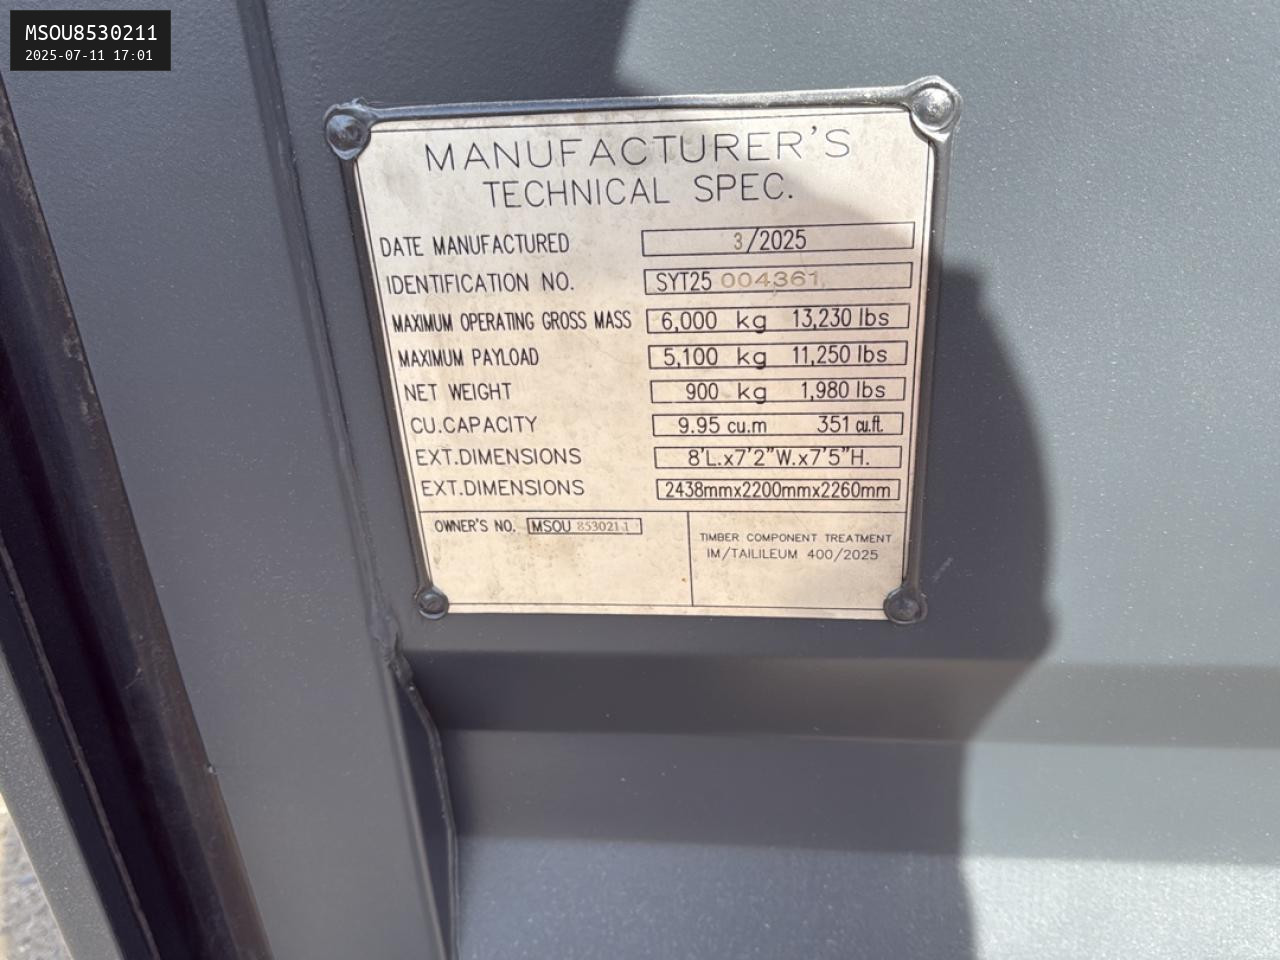 MSOU8530211
2025-07-11 17:01
MANUFACTURER'S
TECHNICAL SPEC.
DATE MANUFACTURED 3/2025
IDENTIFICATION NO. SYT25 004361
MAXIMUM OPERATING GROSS MASS 6,000 kg 13,230 lbs
MAXIMUM PAYLOAD 5,100 kg 11,250 lbs
NET WEIGHT 900 kg 1,980 lbs
CU.CAPACITY 9.95 cu.m 351 cu.ft.
EXT.DIMENSIONS 8'L.x7'2"W.x7'5"H.
EXT.DIMENSIONS 2438mmx2200mmx2260mm
OWNER'S NO. MSOU 8530211
TIMBER COMPONENT TREATMENT
IM/TAILILEUM 400/2025